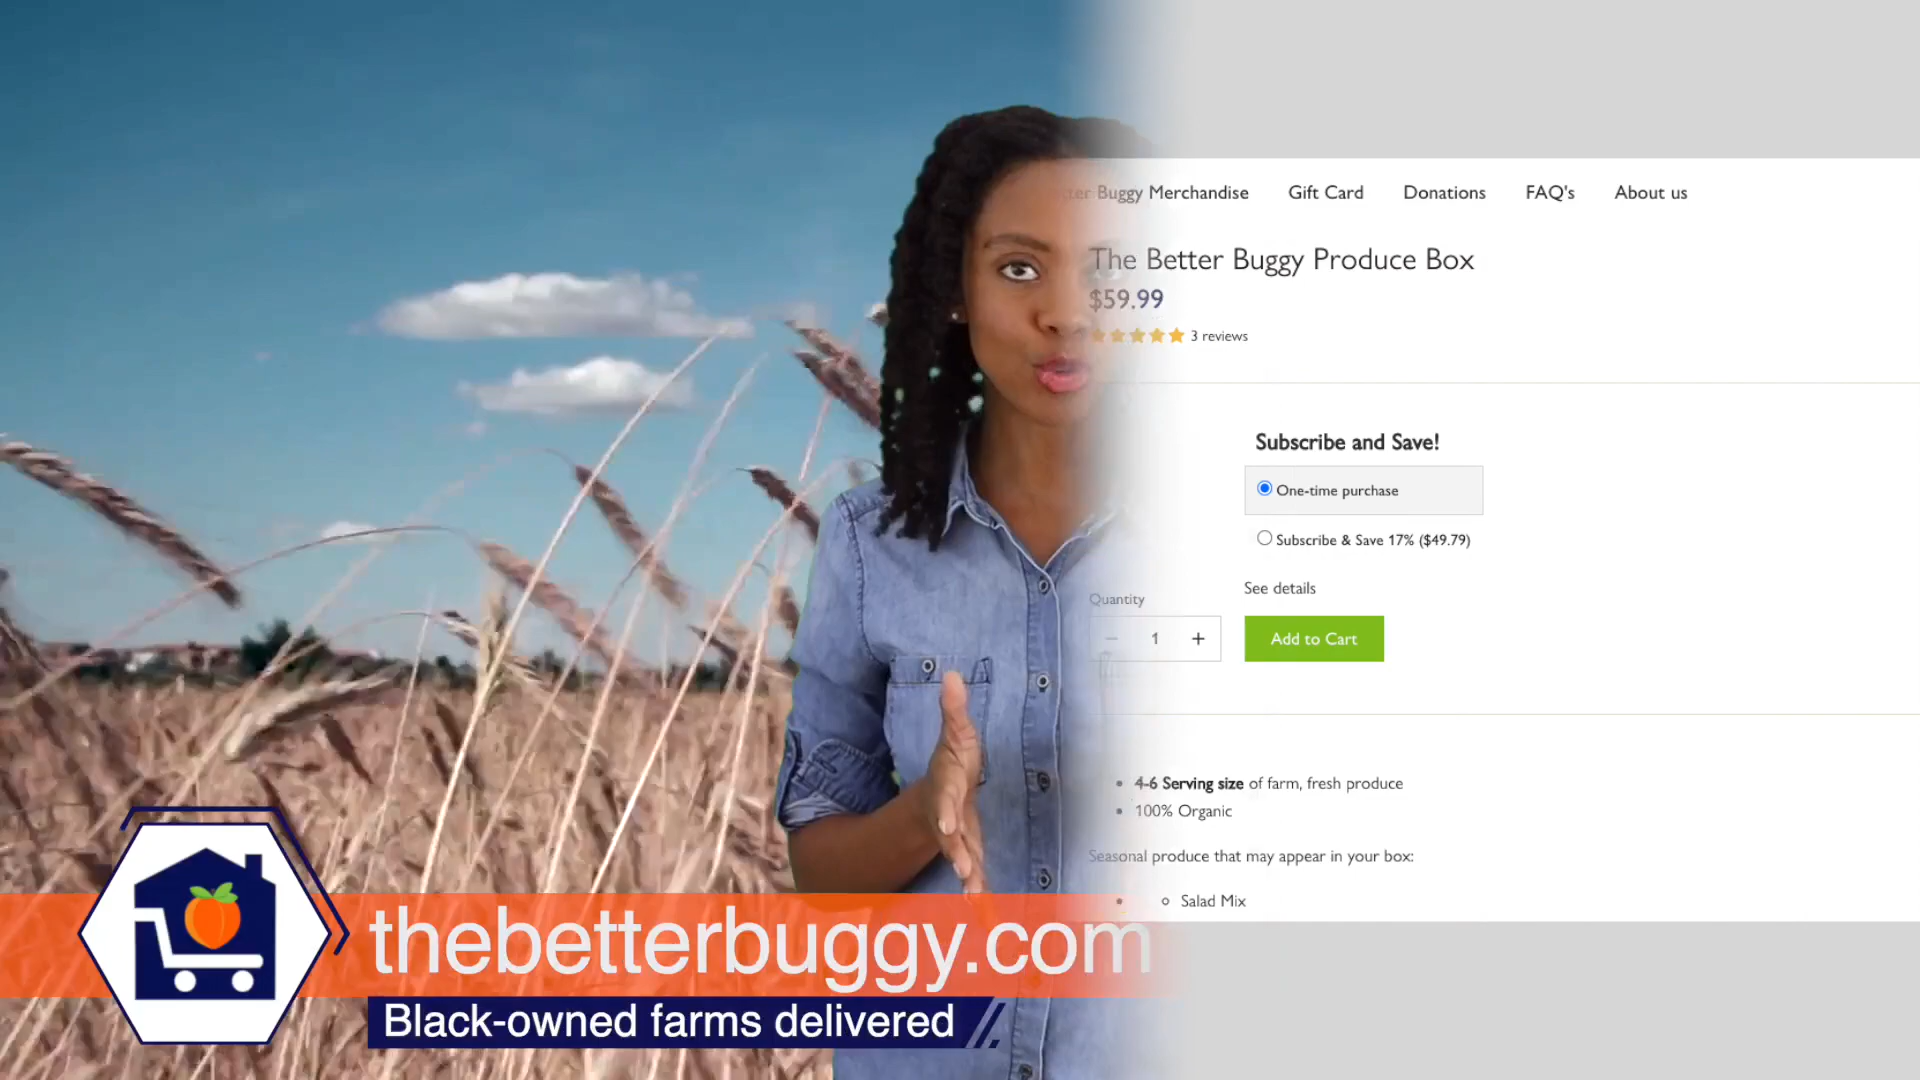 Buggy Merchandise Gift Card Donations FAQ's About us
The Better Buggy Produce Box
$59.99
3 reviews
Subscribe and Save!
One-time purchase
Subscribe & Save 17% ($49.79)
See details
Quantity
− 1 +
Add to Cart
• 4-6 Serving size of farm, fresh produce
• 100% Organic
Seasonal produce that may appear in your box:
• ○ Salad Mix
thebetterbuggy.com
Black-owned farms delivered